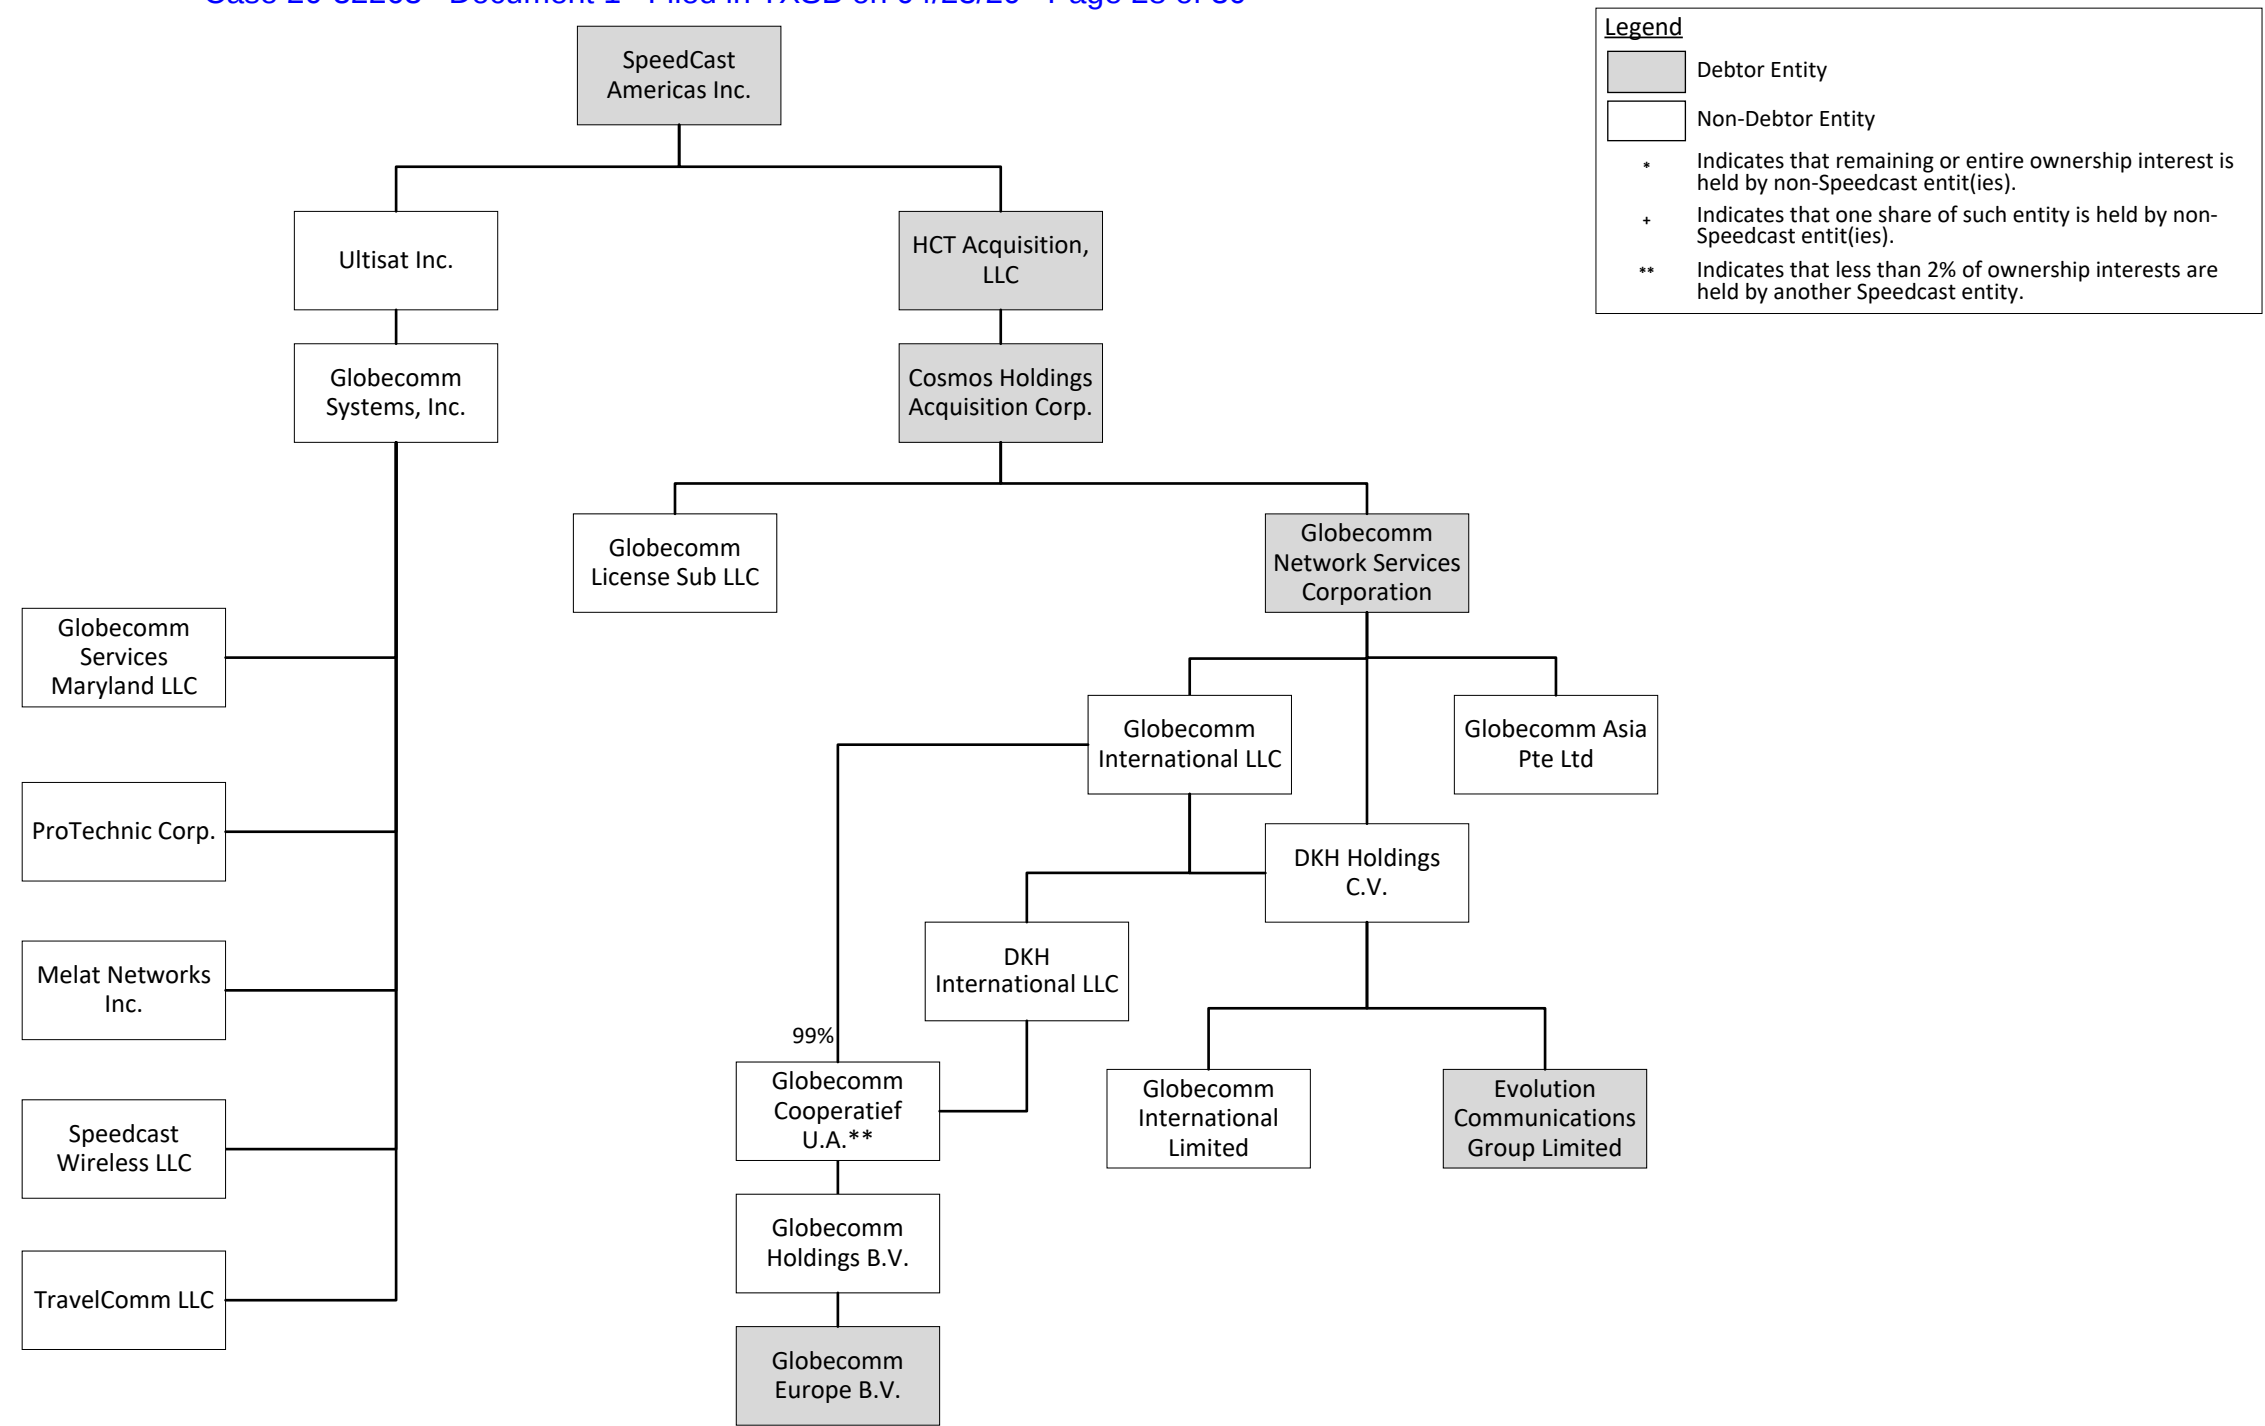 SpeedCast
Americas Inc.
Legend
Debtor Entity
Non-Debtor Entity
* Indicates that remaining or entire ownership interest is
held by non-Speedcast entit(ies).
+ Indicates that one share of such entity is held by non-
Speedcast entit(ies).
** Indicates that less than 2% of ownership interests are
held by another Speedcast entity.
Ultisat Inc.
HCT Acquisition,
LLC
Globecomm
Systems, Inc.
Cosmos Holdings
Acquisition Corp.
Globecomm
License Sub LLC
Globecomm
Network Services
Corporation
Globecomm
Services
Maryland LLC
Globecomm
International LLC
Globecomm Asia
Pte Ltd
ProTechnic Corp.
DKH Holdings
C.V.
Melat Networks
Inc.
DKH
International LLC
99%
Globecomm
Cooperatief
U.A.**
Globecomm
International
Limited
Evolution
Communications
Group Limited
Speedcast
Wireless LLC
Globecomm
Holdings B.V.
TravelComm LLC
Globecomm
Europe B.V.